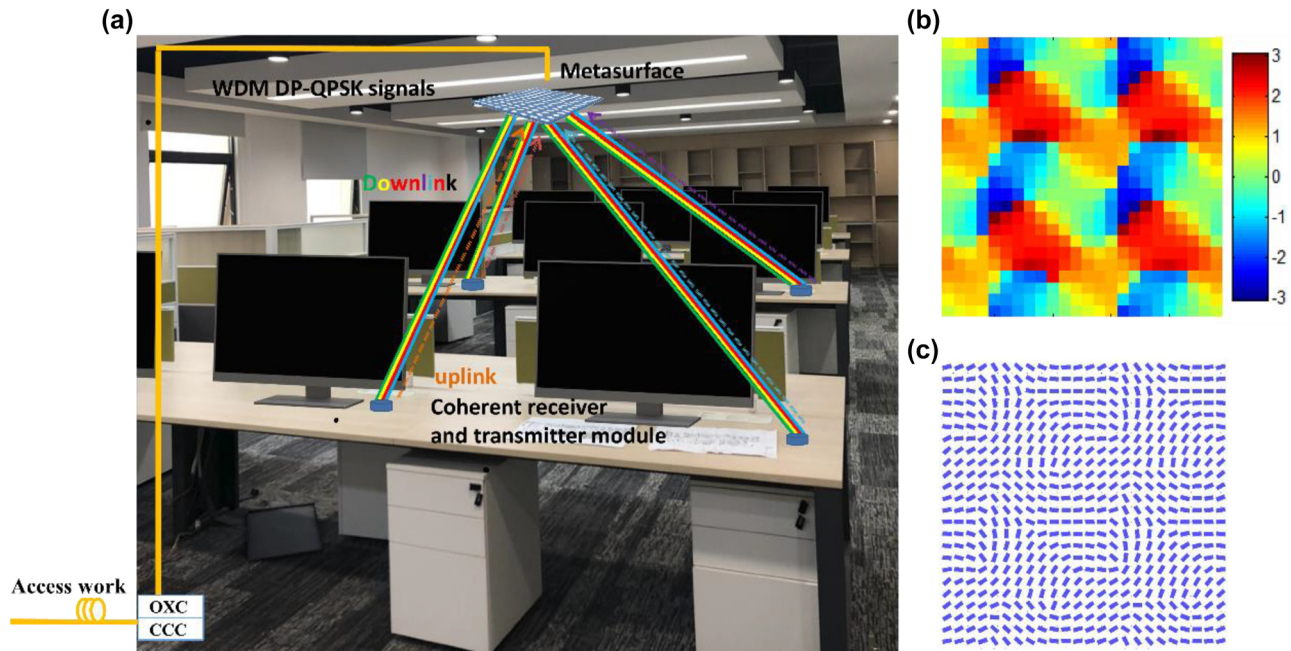 (a)
WDM DP-QPSK signals
Metasurface
Downlink
uplink
Coherent receiver
and transmitter module
Access work
OXC
CCC
(b)
3
2
1
0
-1
-2
-3
(c)